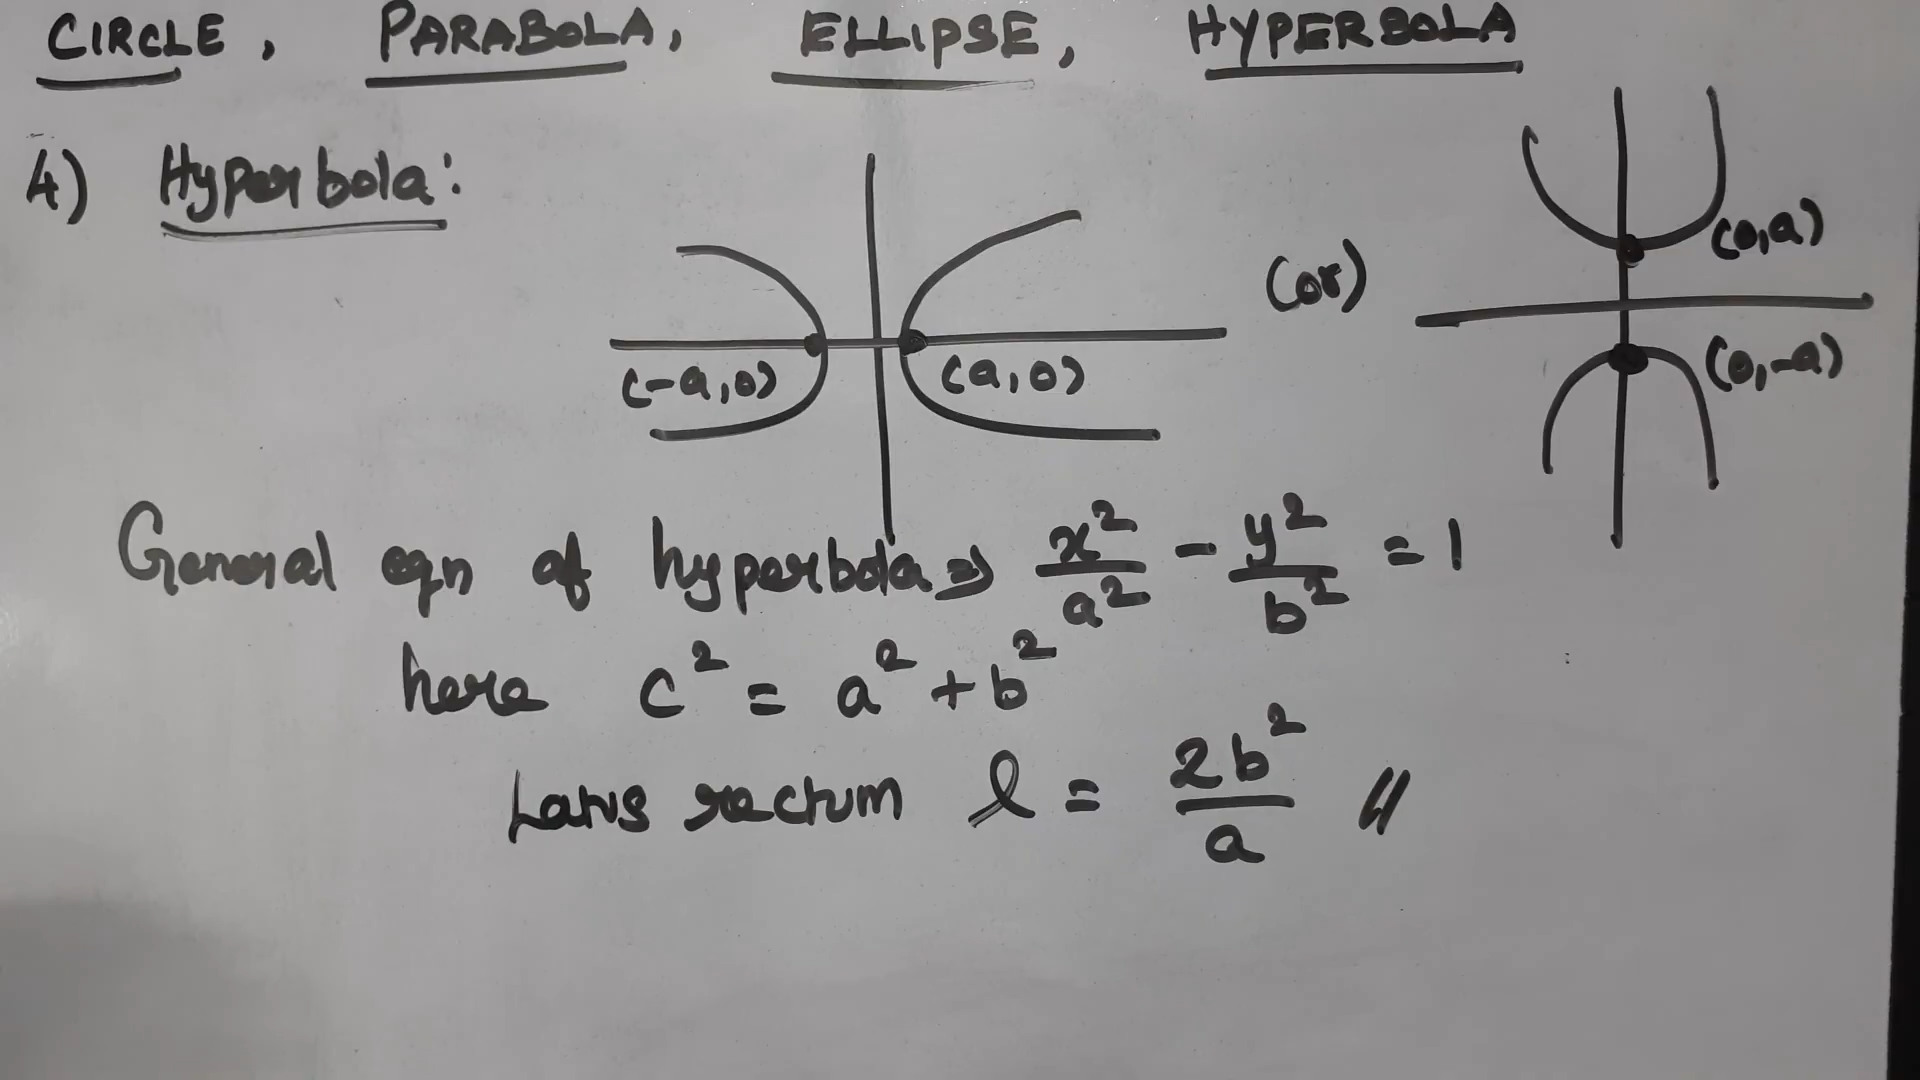 CIRCLE, PARABOLA, ELLIPSE, HYPERBOLA
4) Hyperbola:
(-a,0) (a,0) (or) (0,a) (0,-a)
General eqn of hyperbola ⇒ x²/a² - y²/b² = 1
here c² = a² + b²
Latus rectum l = 2b²/a //